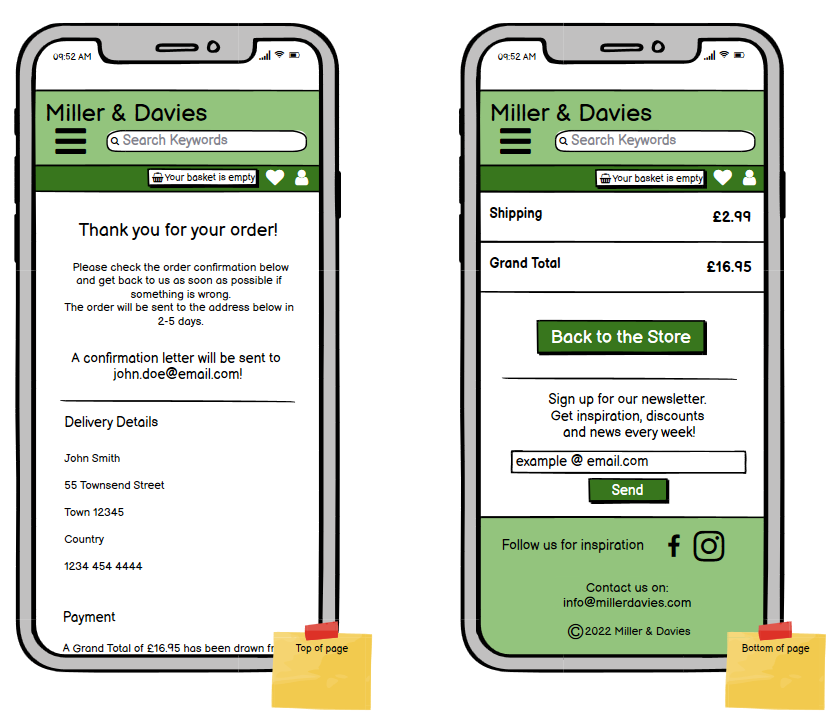 09:52 AM
Miller & Davies
Search Keywords
Your basket is empty
Thank you for your order!
Please check the order confirmation below
and get back to us as soon as possible if
something is wrong.
The order will be sent to the address below in
2-5 days.
A confirmation letter will be sent to
john.doe@email.com!
Delivery Details
John Smith
55 Townsend Street
Town 12345
Country
1234 454 4444
Payment
A Grand Total of £16.95 has been drawn fr
Top of page
09:52 AM
Miller & Davies
Search Keywords
Your basket is empty
Shipping £2.99
Grand Total £16.95
Back to the Store
Sign up for our newsletter.
Get inspiration, discounts
and news every week!
example @ email.com
Send
Follow us for inspiration
Contact us on:
info@millerdavies.com
©2022 Miller & Davies
Bottom of page